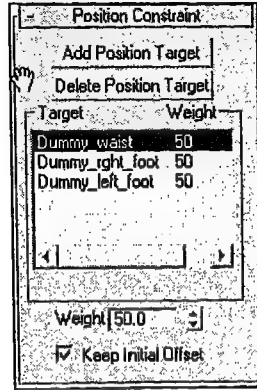 - Position Constraint
Add Position Target
Delete Position Target
Target Weight
Dummy_waist 50
Dummy_rght_foot 50
Dummy_left_foot 50
Weight 50.0
Keep Initial Offset